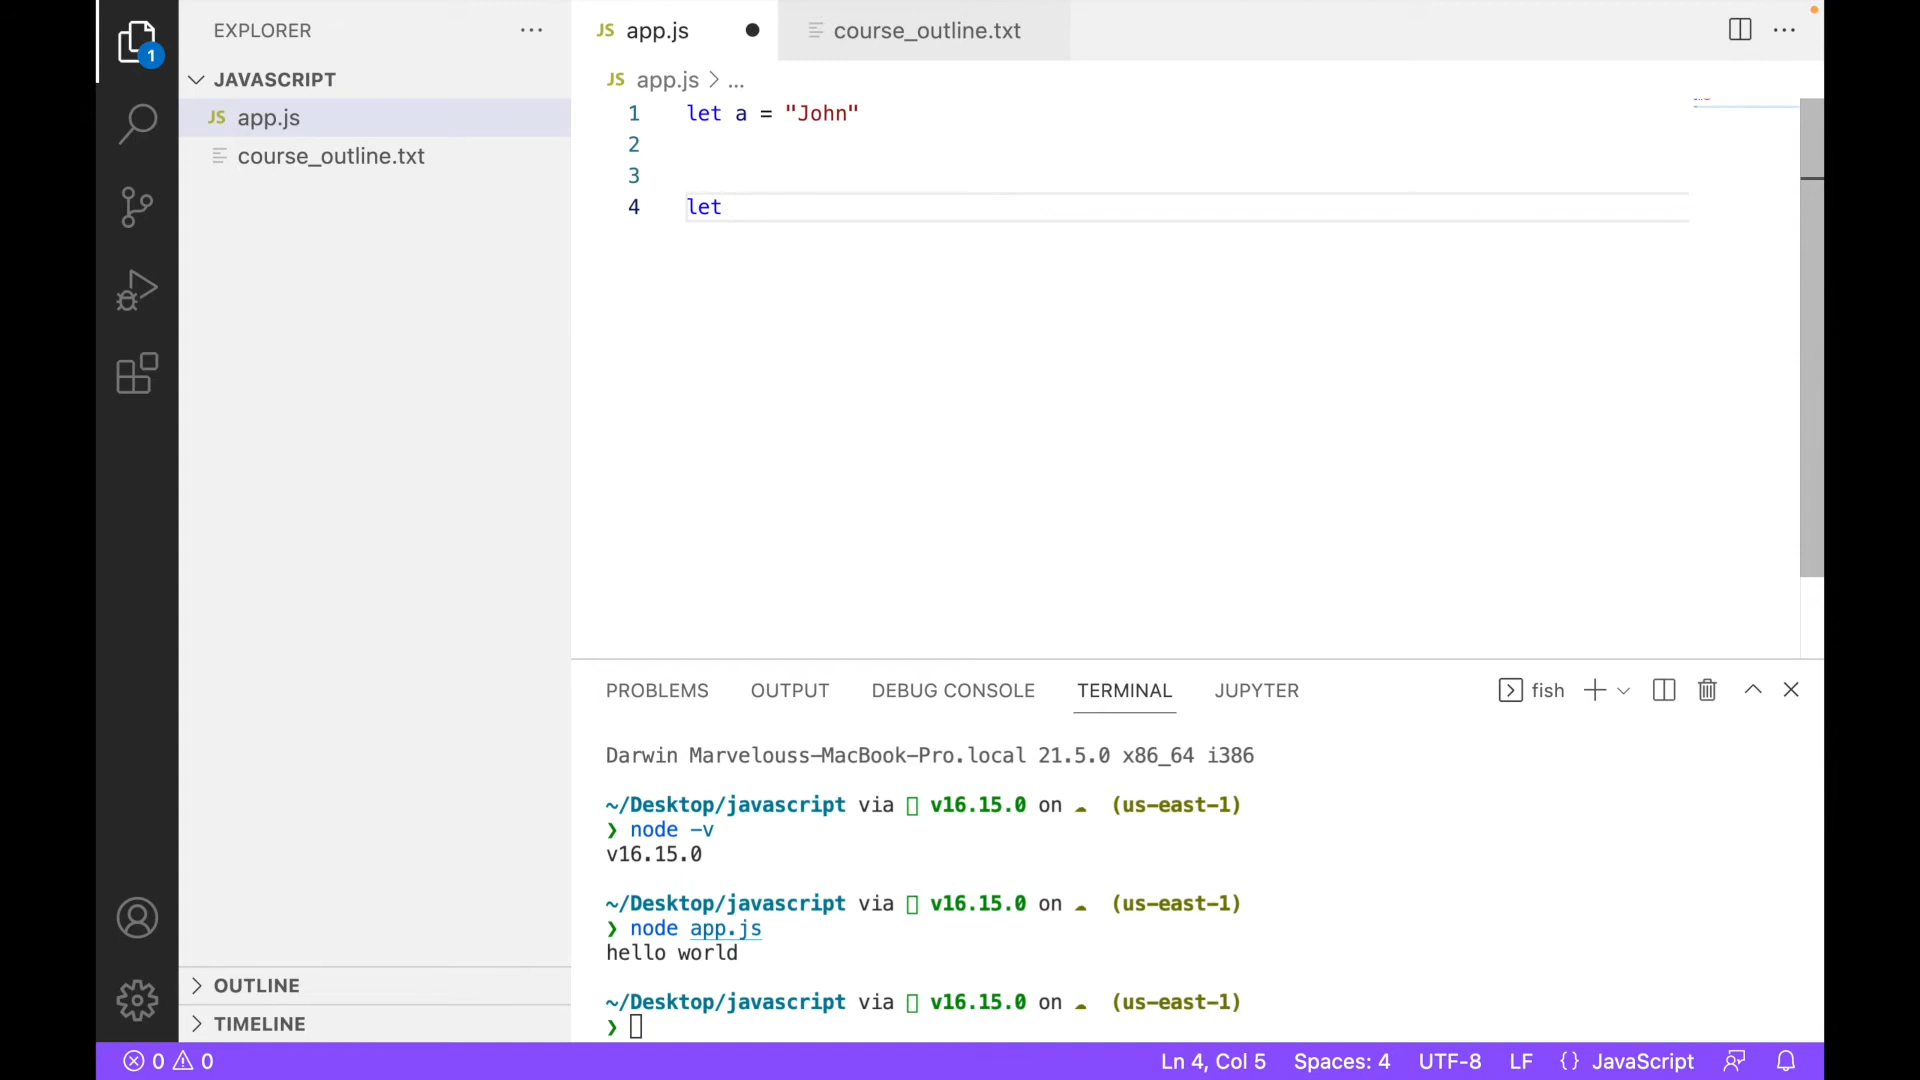 EXPLORER
JAVASCRIPT
JS app.js
course_outline.txt
OUTLINE
TIMELINE
1
JS app.js
course_outline.txt
JS app.js > ...
1 let a = "John"
2
3
4 let
PROBLEMS OUTPUT DEBUG CONSOLE TERMINAL JUPYTER
fish
Darwin Marvelouss-MacBook-Pro.local 21.5.0 x86_64 i386
~/Desktop/javascript via v16.15.0 on ☁ (us-east-1)
❯ node -v
v16.15.0
~/Desktop/javascript via v16.15.0 on ☁ (us-east-1)
❯ node app.js
hello world
~/Desktop/javascript via v16.15.0 on ☁ (us-east-1)
❯
0 0
Ln 4, Col 5 Spaces: 4 UTF-8 LF {} JavaScript